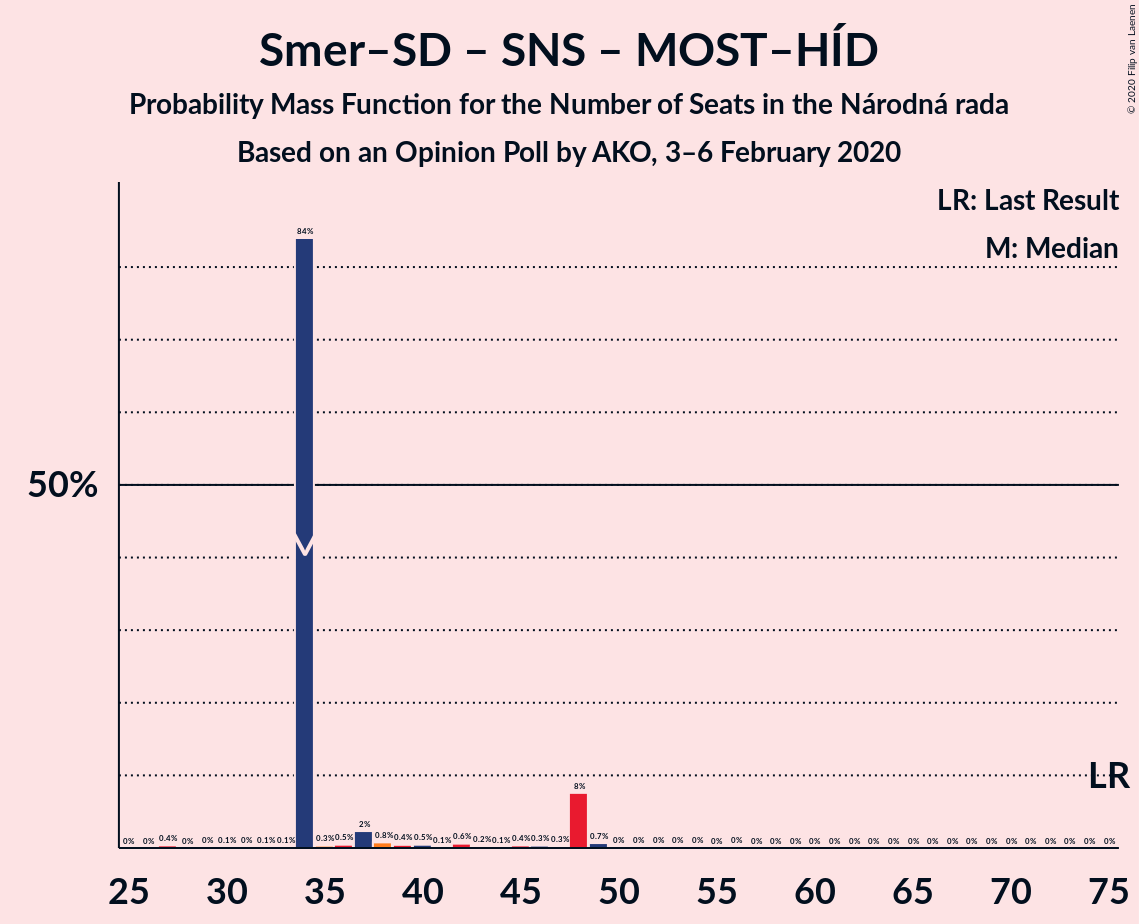 Smer–SD – SNS – MOST–HÍD
Probability Mass Function for the Number of Seats in the Národná rada
Based on an Opinion Poll by AKO, 3–6 February 2020
© 2020 Filip van Laenen
LR: Last Result
M: Median
50%
84%
0% 0% 0.4% 0% 0% 0.1% 0% 0.1% 0.1% 0.3% 0.5% 2% 0.8% 0.4% 0.5% 0.1% 0.6% 0.2% 0.1% 0.4% 0.3% 0.3% 8% 0.7% 0% 0% 0% 0% 0% 0% 0% 0% 0% 0% 0% 0% 0% 0% 0% 0% 0% 0% 0% 0% 0% 0% 0% 0% 0% 0%
LR
25 30 35 40 45 50 55 60 65 70 75